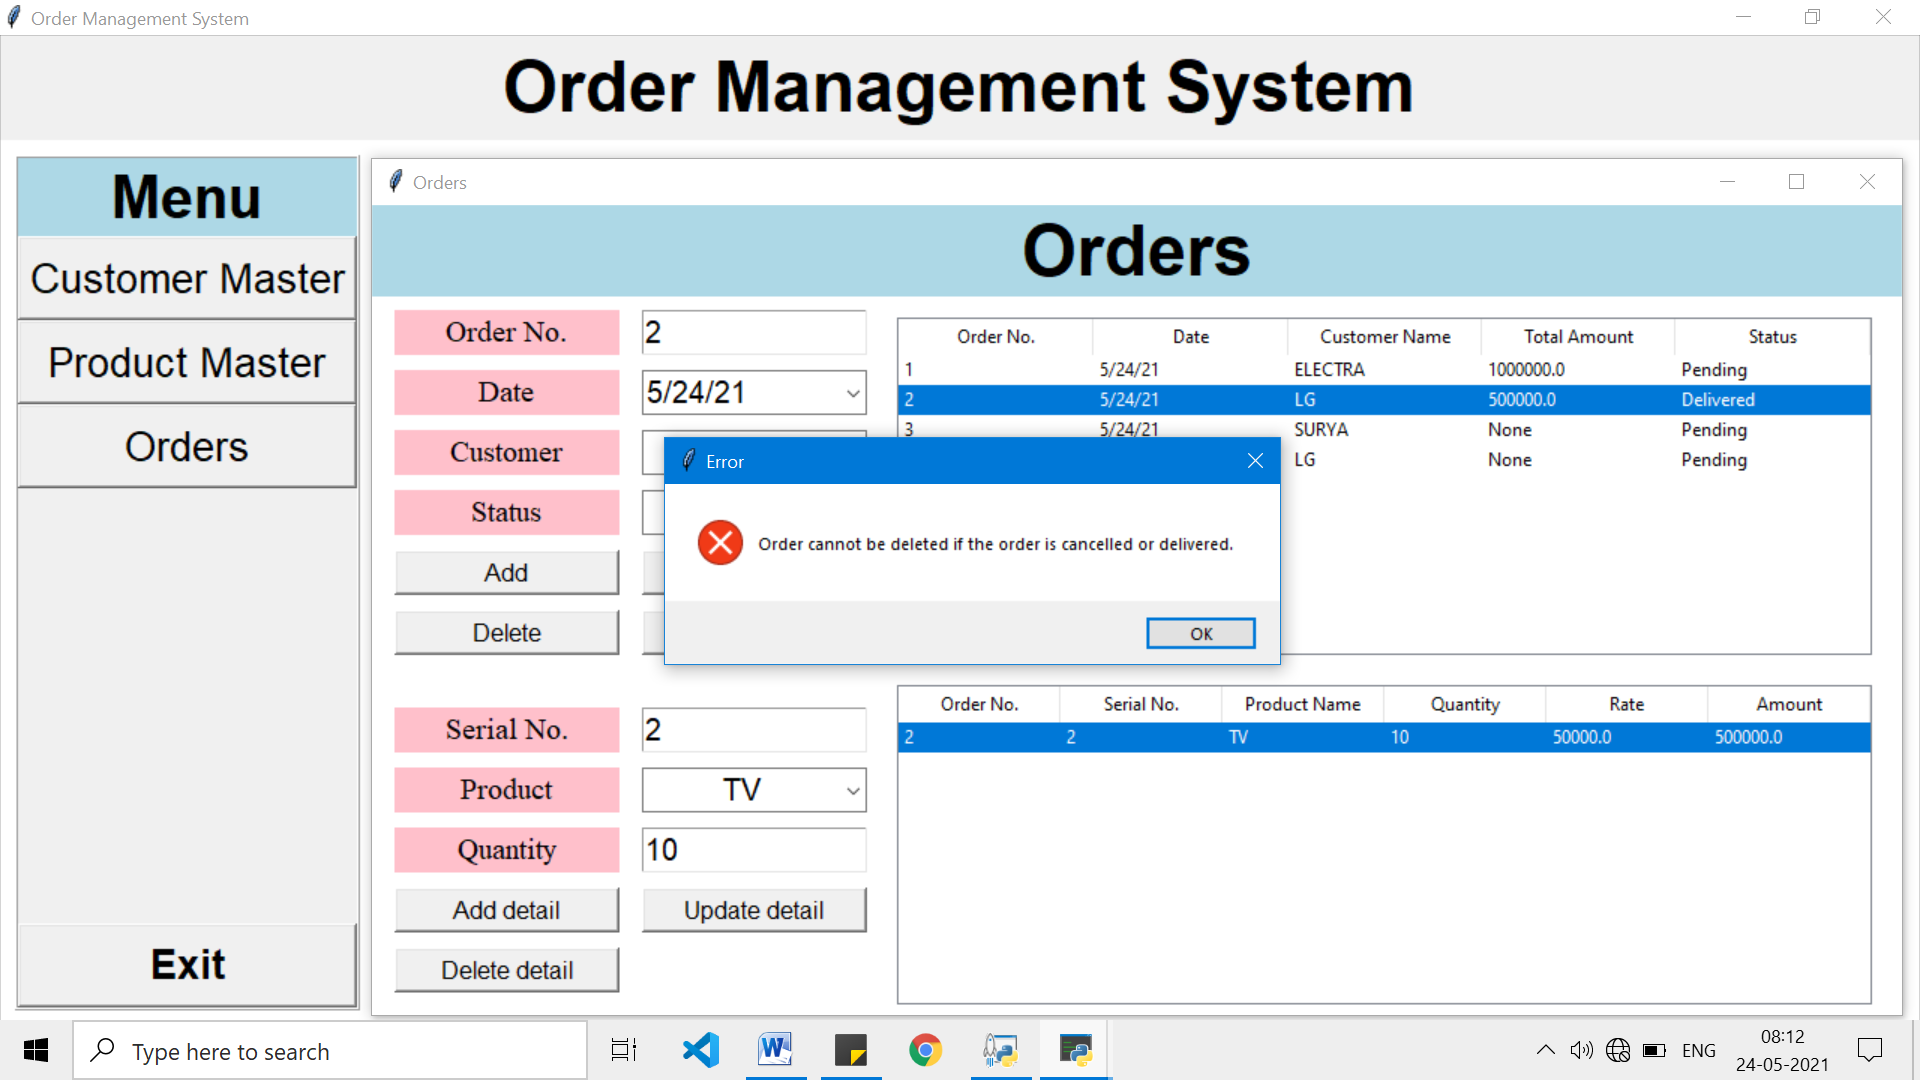 Order Management System
Order Management System
Menu
Customer Master
Product Master
Orders
Exit
Orders
Orders
Order No. 2
Date 5/24/21
Customer
Status
Add
Delete
Order No. Date Customer Name Total Amount Status
1 5/24/21 ELECTRA 1000000.0 Pending
2 5/24/21 LG 500000.0 Delivered
3 5/24/21 SURYA None Pending
LG None Pending
Error
Order cannot be deleted if the order is cancelled or delivered.
OK
Serial No. 2
Product TV
Quantity 10
Add detail Update detail
Delete detail
Order No. Serial No. Product Name Quantity Rate Amount
2 2 TV 10 50000.0 500000.0
Type here to search
ENG
08:12
24-05-2021